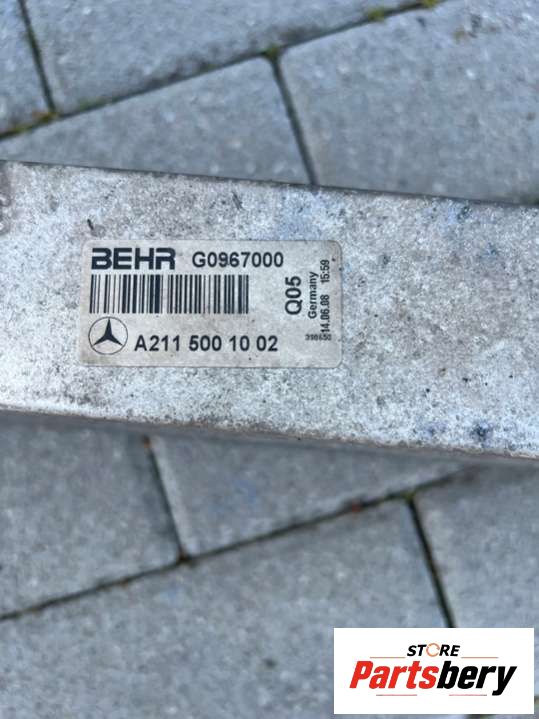 BEHR G0967000
A211 500 10 02
Q05
Germany
14.06.08 15:59
STORE
Partsbery